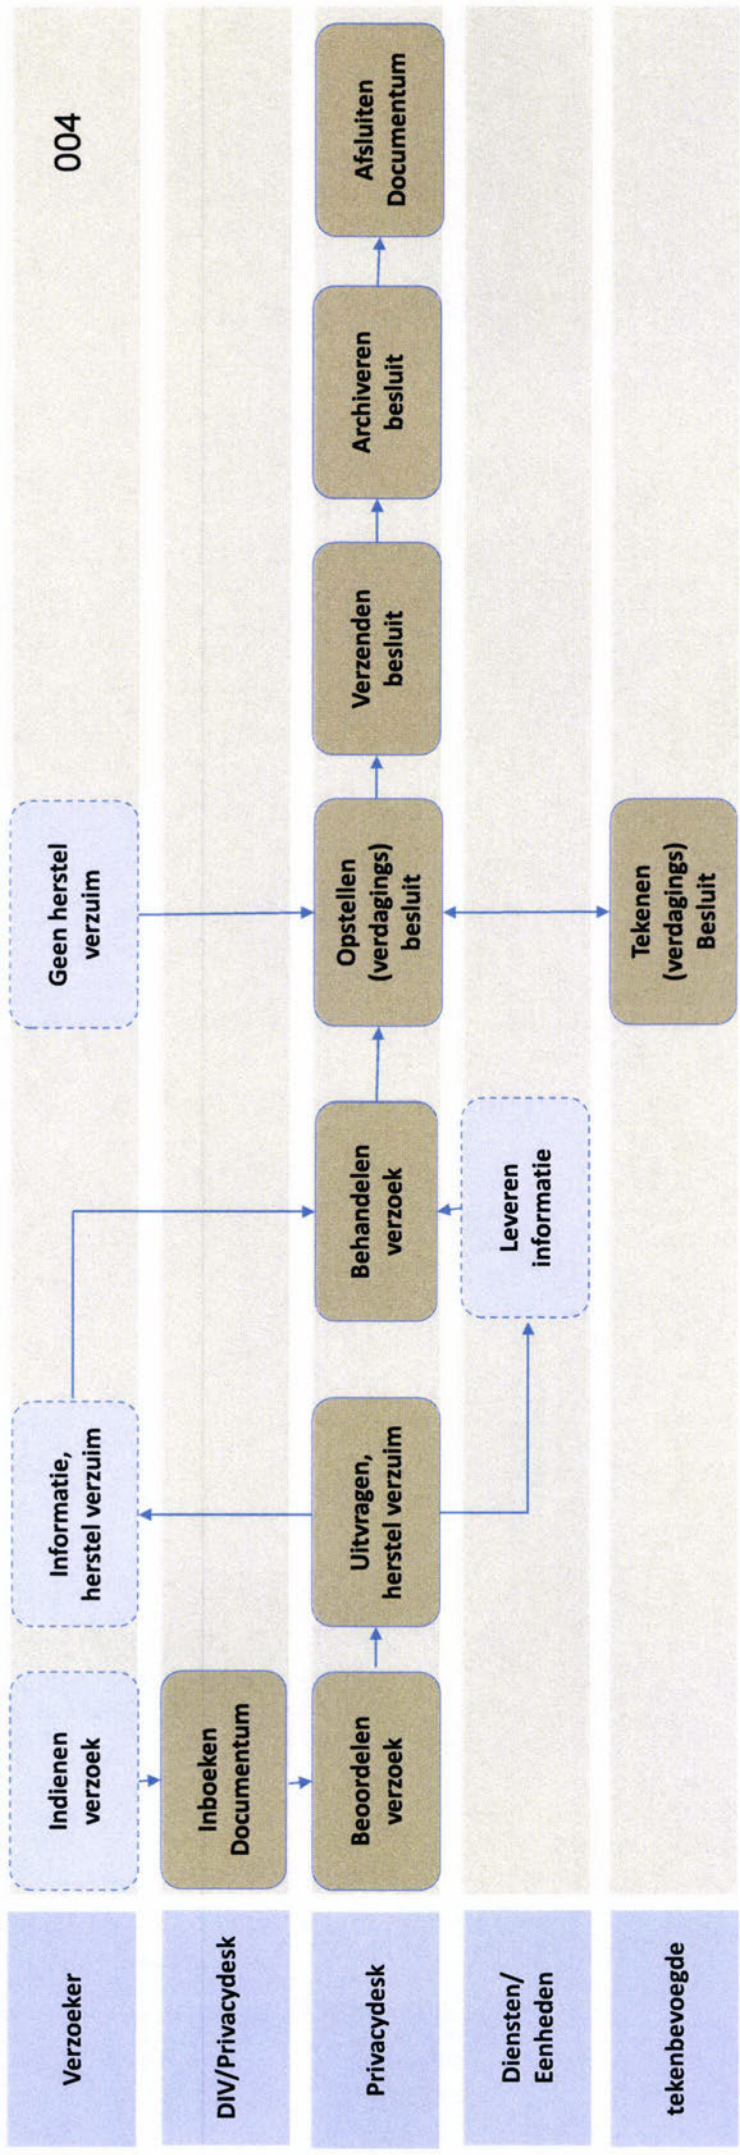 004
Verzoeker
Indienen
verzoek
Informatie,
herstel verzuim
Geen herstel
verzuim
DIV/Privacydesk
Inboeken
Documentum
Privacydesk
Beoordelen
verzoek
Uitvragen,
herstel verzuim
Behandelen
verzoek
Opstellen
(verdagings)
besluit
Verzenden
besluit
Archiveren
besluit
Afsluiten
Documentum
Diensten/
Eenheden
Leveren
informatie
tekenbevoegde
Tekenen
(verdagings)
Besluit